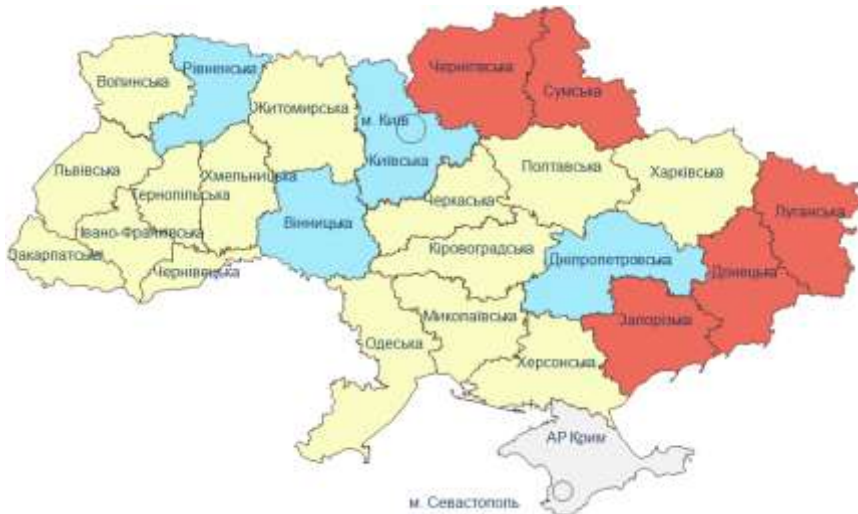 Волинська
Рівненська
Житомирська
Чернігівська
Сумська
м. Київ
Київська
Львівська
Тернопільська
Хмельницька
Полтавська
Харківська
Черкаська
Луганська
Івано-Франківська
Вінницька
Закарпатська
Чернівецька
Кіровоградська
Дніпропетровська
Донецька
Миколаївська
Запорізька
Одеська
Херсонська
АР Крим
м. Севастополь